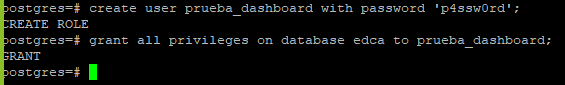 postgres=# create user prueba_dashboard with password 'p4ssw0rd';
CREATE ROLE
postgres=# grant all privileges on database edca to prueba_dashboard;
GRANT
postgres=#